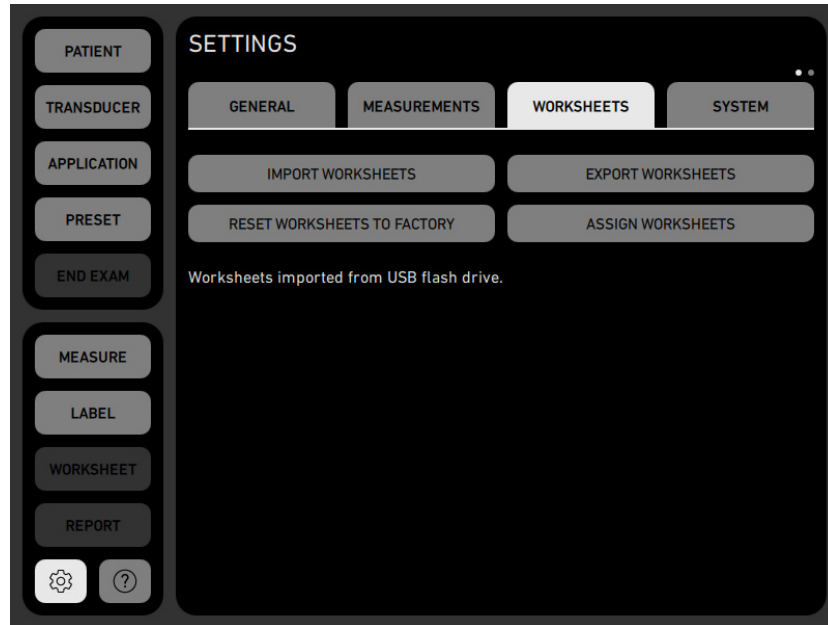 PATIENT
TRANSDUCER
APPLICATION
PRESET
END EXAM
MEASURE
LABEL
WORKSHEET
REPORT
?
SETTINGS
GENERAL MEASUREMENTS WORKSHEETS SYSTEM
IMPORT WORKSHEETS EXPORT WORKSHEETS
RESET WORKSHEETS TO FACTORY ASSIGN WORKSHEETS
Worksheets imported from USB flash drive.